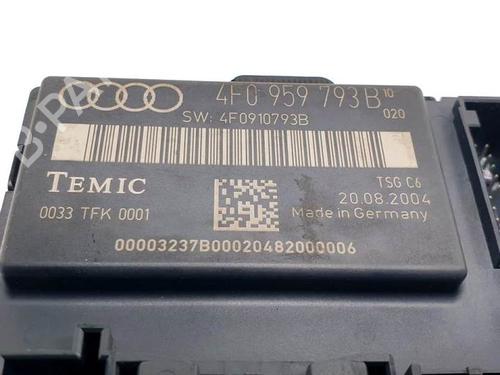 4F0 959 793 B 10
020
SW: 4F0910793B
TEMIC
TSG C6
20.08.2004
0033 TFK 0001
Made in Germany
00003237B00020482000006